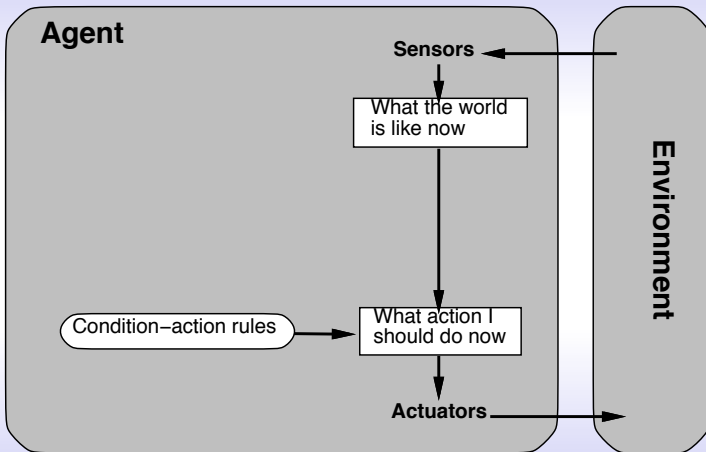 Agent
Sensors
What the world
is like now
Environment
Condition−action rules
What action I
should do now
Actuators